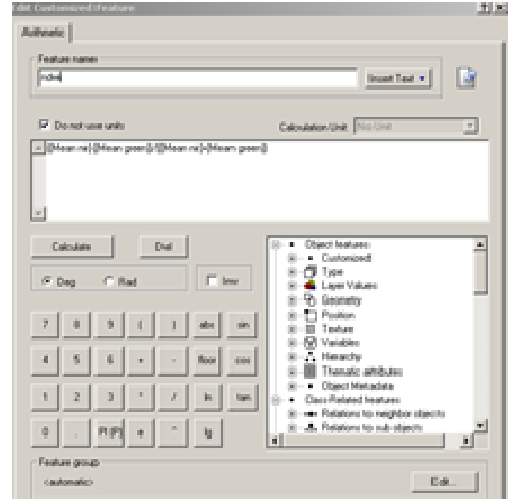 Edit Customized Feature
Arithmetic
Feature name
Insert Text
Do not use units
Calculation Unit No Unit
([Mean nir]-[Mean green])/([Mean nir]+[Mean green])
Calculate
Del
Deg
Rad
Inv
7 8 9 ( ) abs sin
4 5 6 + - floor cos
1 2 3 * / ln tan
0 . PI(P) e ^ lg
Object features
Customized
Type
Layer Values
Geometry
Position
Texture
Variables
Hierarchy
Thematic attributes
Object Metadata
Class-Related features
Relations to neighbor objects
Relations to sub objects
Feature group
<automatic>
Edit...